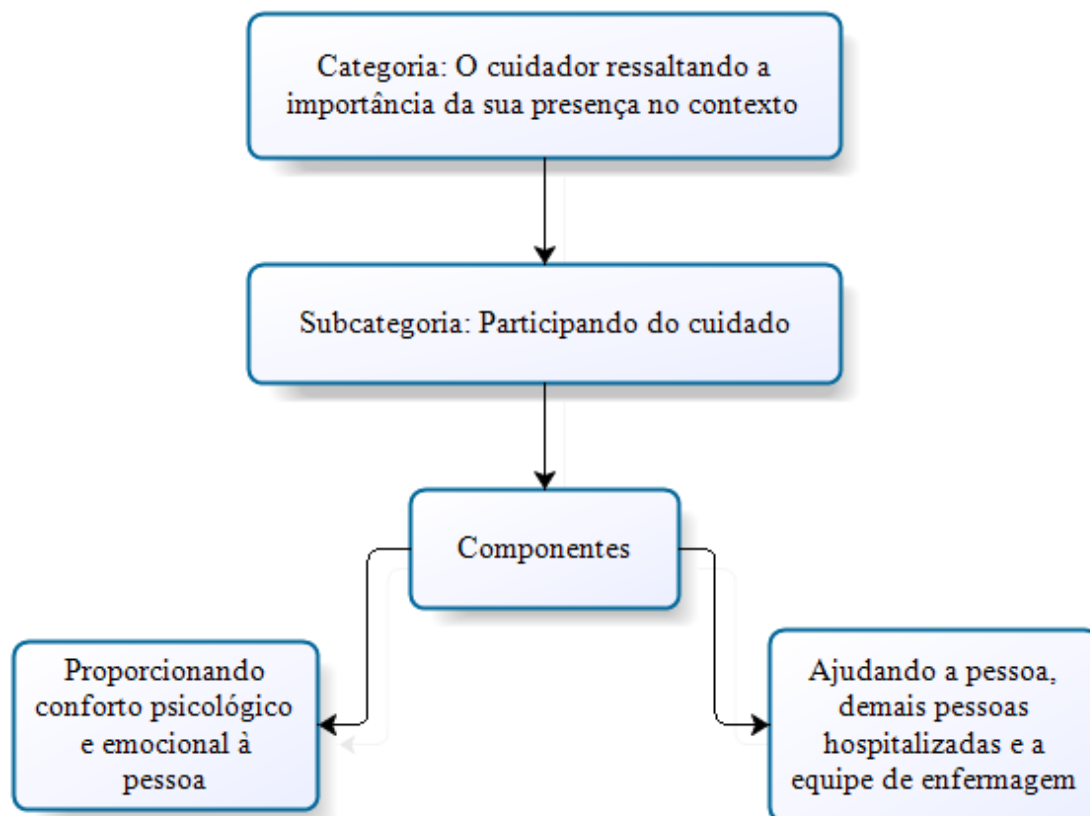 Categoria: O cuidador ressaltando a
importância da sua presença no contexto
Subcategoria: Participando do cuidado
Componentes
Proporcionando
conforto psicológico
e emocional à
pessoa
Ajudando a pessoa,
demais pessoas
hospitalizadas e a
equipe de enfermagem